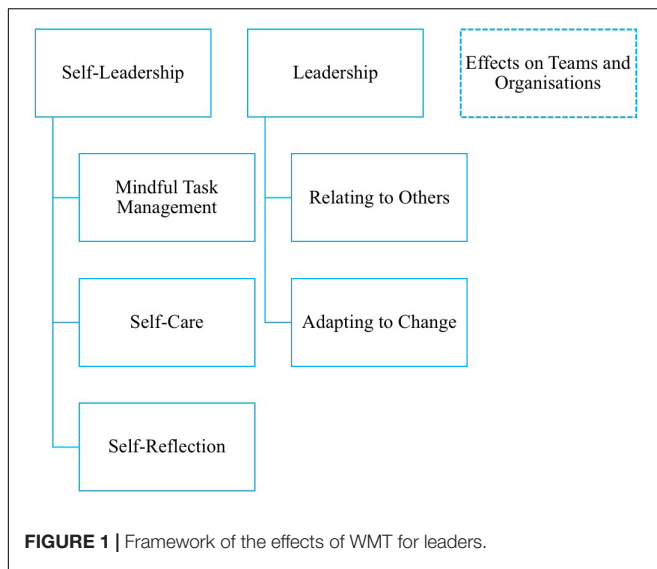 Self-Leadership
Leadership
Effects on Teams and
Organisations
Mindful Task
Management
Relating to Others
Self-Care
Adapting to Change
Self-Reflection
FIGURE 1 | Framework of the effects of WMT for leaders.